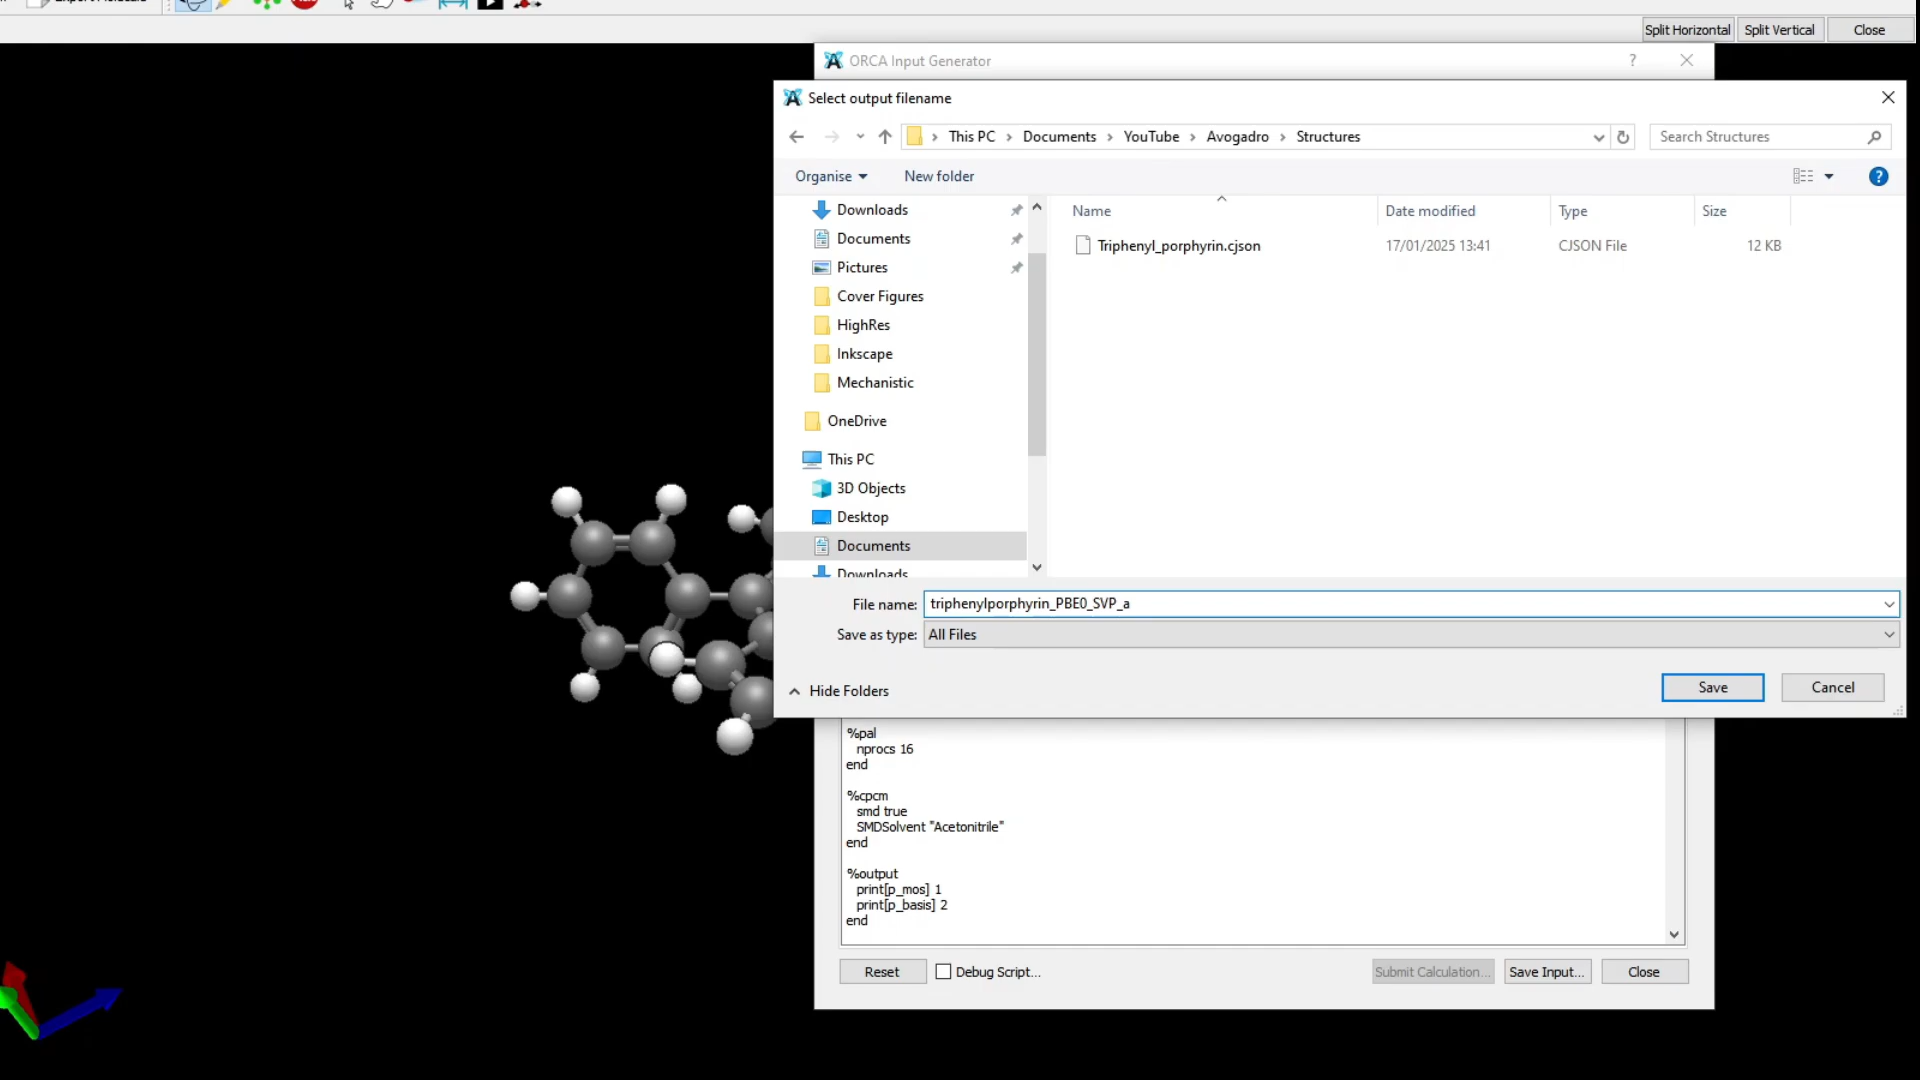 Split Horizontal Split Vertical Close
ORCA Input Generator
?
Select output filename
This PC Documents YouTube Avogadro Structures
Search Structures
Organise New folder
?
Downloads
Documents
Pictures
Cover Figures
HighRes
Inkscape
Mechanistic
OneDrive
This PC
3D Objects
Desktop
Documents
Downloads
Name Date modified Type Size
Triphenyl_porphyrin.cjson 17/01/2025 13:41 CJSON File 12 KB
File name: triphenylporphyrin_PBE0_SVP_a
Save as type: All Files
Hide Folders
Save Cancel
%pal
nprocs 16
end
%cpcm
smd true
SMDSolvent "Acetonitrile"
end
%output
print[p_mos] 1
print[p_basis] 2
end
Reset Debug Script... Submit Calculation... Save Input... Close